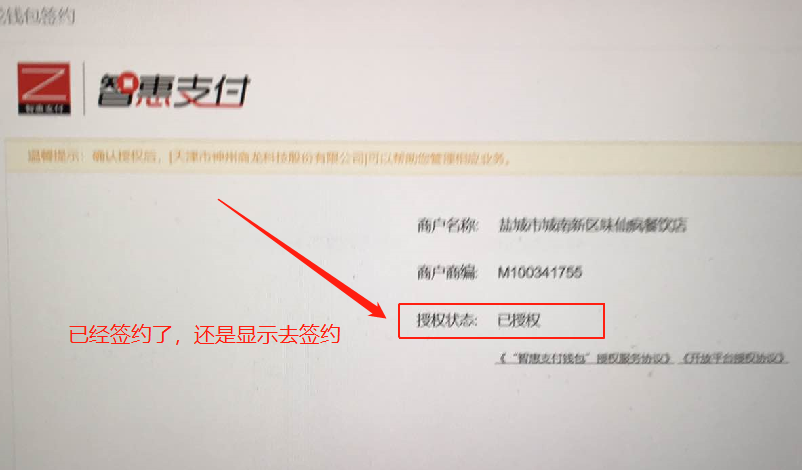 钱包签约
智惠支付
智惠支付
温馨提示：确认授权后，[天津市神州商龙科技股份有限公司]可以帮助您管理相应业务。
商户名称: 盐城市城南新区味仙疯餐饮店
商户商编: M100341755
授权状态: 已授权
已经签约了，还是显示去签约
《“智惠支付钱包”授权服务协议》 《开放平台授权协议》